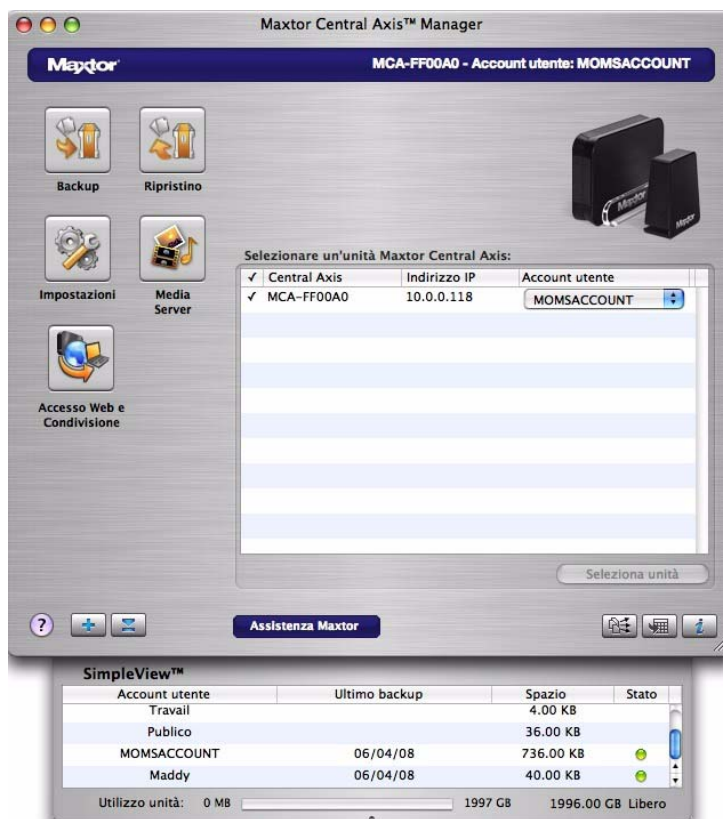 Maxtor Central Axis™ Manager
Maxtor
MCA-FF00A0 - Account utente: MOMSACCOUNT
Backup
Ripristino
Maxtor
Maxtor
Impostazioni
Media
Server
Accesso Web e
Condivisione
Selezionare un'unità Maxtor Central Axis:
✓ Central Axis Indirizzo IP Account utente
✓ MCA-FF00A0 10.0.0.118 MOMSACCOUNT
Seleziona unità
? Assistenza Maxtor i
SimpleView™
Account utente Ultimo backup Spazio Stato
Travail 4.00 KB
Publico 36.00 KB
MOMSACCOUNT 06/04/08 736.00 KB
Maddy 06/04/08 40.00 KB
Utilizzo unità: 0 MB 1997 GB 1996.00 GB Libero